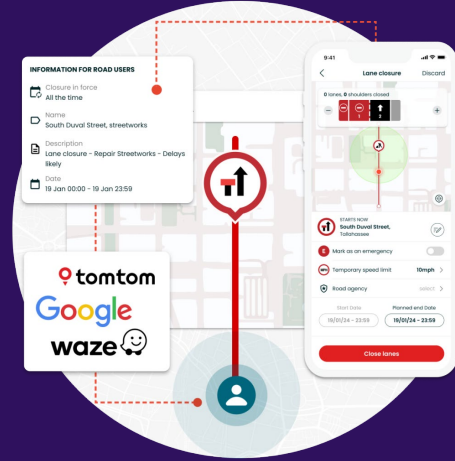 INFORMATION FOR ROAD USERS
Closure in force
All the time
Name
South Duval Street, streetworks
Description
Lane closure - Repair Streetworks - Delays
likely
Date
19 Jan 00:00 - 19 Jan 23:59
tomtom
Google
waze
9:41
Lane closure
Discard
0 lanes, 0 shoulders closed
1
2
STARTS NOW
South Duval Street,
Tallahassee
E
Mark as an emergency
Temporary speed limit
10mph
Road agency
select
Start Date
Planned end Date
19/01/24 - 23:59
19/01/24 - 23:59
Close lanes